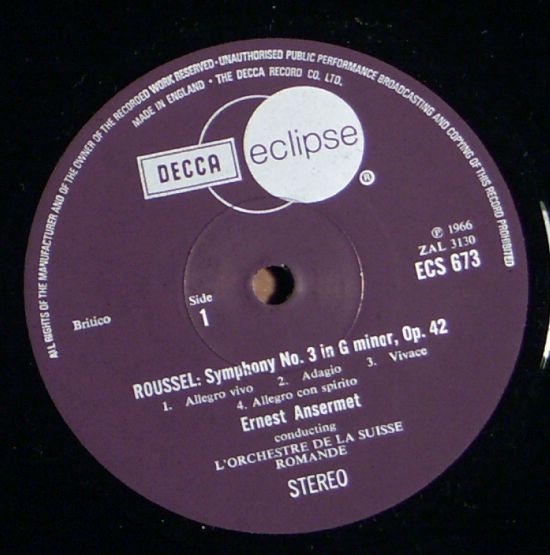 ALL RIGHTS OF THE MANUFACTURER AND OF THE OWNER OF THE RECORDED WORK RESERVED · UNAUTHORISED PUBLIC PERFORMANCE BROADCASTING AND COPYING OF THIS RECORD PROHIBITED
MADE IN ENGLAND · THE DECCA RECORD CO. LTD.
DECCA
eclipse
®
℗ 1966
ZAL 3130
ECS 673
Side
1
Britico
ROUSSEL: Symphony No. 3 in G minor, Op. 42
1. Allegro vivo 2. Adagio 3. Vivace
4. Allegro con spirito
Ernest Ansermet
conducting
L'ORCHESTRE DE LA SUISSE
ROMANDE
STEREO